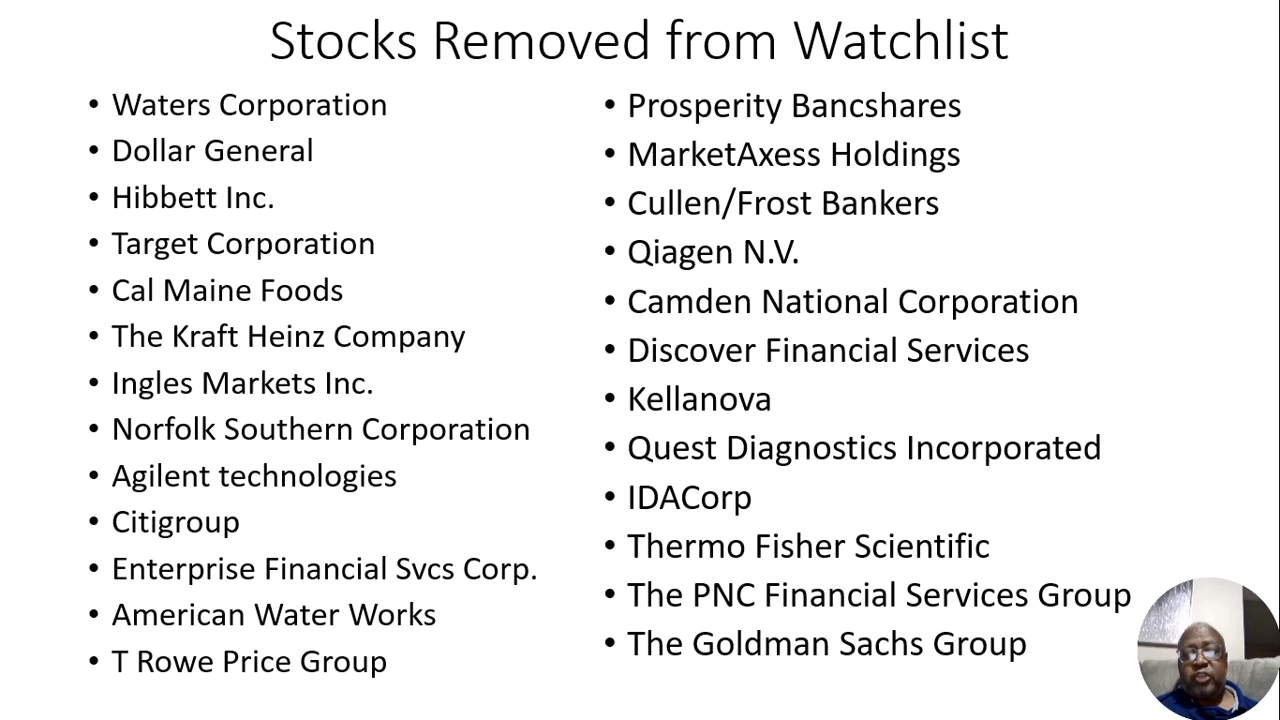 Stocks Removed from Watchlist
• Waters Corporation
• Dollar General
• Hibbett Inc.
• Target Corporation
• Cal Maine Foods
• The Kraft Heinz Company
• Ingles Markets Inc.
• Norfolk Southern Corporation
• Agilent technologies
• Citigroup
• Enterprise Financial Svcs Corp.
• American Water Works
• T Rowe Price Group
• Prosperity Bancshares
• MarketAxess Holdings
• Cullen/Frost Bankers
• Qiagen N.V.
• Camden National Corporation
• Discover Financial Services
• Kellanova
• Quest Diagnostics Incorporated
• IDACorp
• Thermo Fisher Scientific
• The PNC Financial Services Group
• The Goldman Sachs Group